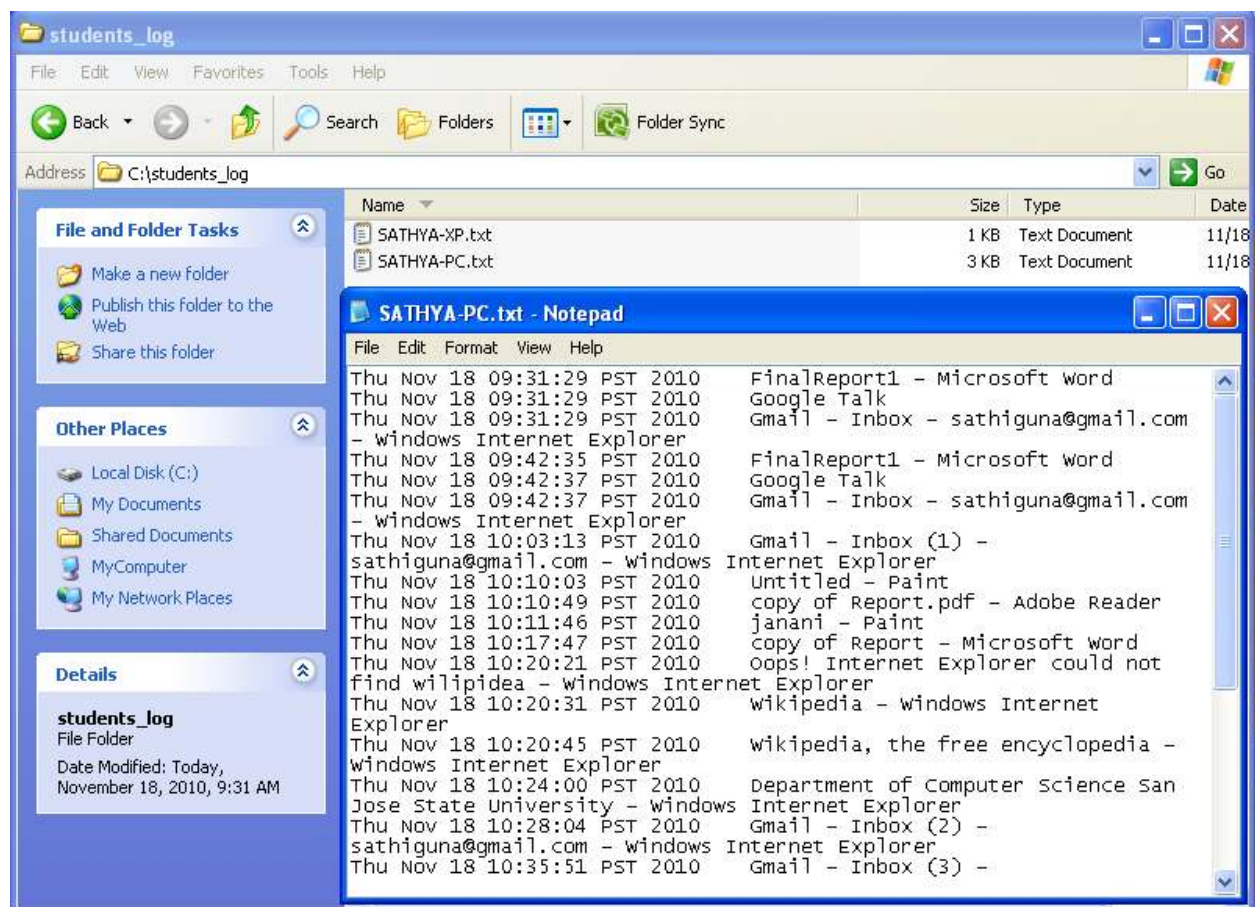 students_log
File Edit View Favorites Tools Help
Back Search Folders Folder Sync
Address C:\students_log Go
Name Size Type Date
SATHYA-XP.txt 1 KB Text Document 11/18
SATHYA-PC.txt 3 KB Text Document 11/18
File and Folder Tasks
Make a new folder
Publish this folder to the
Web
Share this folder
Other Places
Local Disk (C:)
My Documents
Shared Documents
MyComputer
My Network Places
Details
students_log
File Folder
Date Modified: Today,
November 18, 2010, 9:31 AM
SATHYA-PC.txt - Notepad
File Edit Format View Help
Thu Nov 18 09:31:29 PST 2010 FinalReport1 - Microsoft Word
Thu Nov 18 09:31:29 PST 2010 Google Talk
Thu Nov 18 09:31:29 PST 2010 Gmail - Inbox - sathiguna@gmail.com
- Windows Internet Explorer
Thu Nov 18 09:42:35 PST 2010 FinalReport1 - Microsoft Word
Thu Nov 18 09:42:37 PST 2010 Google Talk
Thu Nov 18 09:42:37 PST 2010 Gmail - Inbox - sathiguna@gmail.com
- Windows Internet Explorer
Thu Nov 18 10:03:13 PST 2010 Gmail - Inbox (1) -
sathiguna@gmail.com - Windows Internet Explorer
Thu Nov 18 10:10:03 PST 2010 Untitled - Paint
Thu Nov 18 10:10:49 PST 2010 copy of Report.pdf - Adobe Reader
Thu Nov 18 10:11:46 PST 2010 janani - Paint
Thu Nov 18 10:17:47 PST 2010 copy of Report - Microsoft Word
Thu Nov 18 10:20:21 PST 2010 Oops! Internet Explorer could not
find wilipidea - Windows Internet Explorer
Thu Nov 18 10:20:31 PST 2010 Wikipedia - Windows Internet
Explorer
Thu Nov 18 10:20:45 PST 2010 Wikipedia, the free encyclopedia -
Windows Internet Explorer
Thu Nov 18 10:24:00 PST 2010 Department of Computer Science San
Jose State University - Windows Internet Explorer
Thu Nov 18 10:28:04 PST 2010 Gmail - Inbox (2) -
sathiguna@gmail.com - Windows Internet Explorer
Thu Nov 18 10:35:51 PST 2010 Gmail - Inbox (3) -